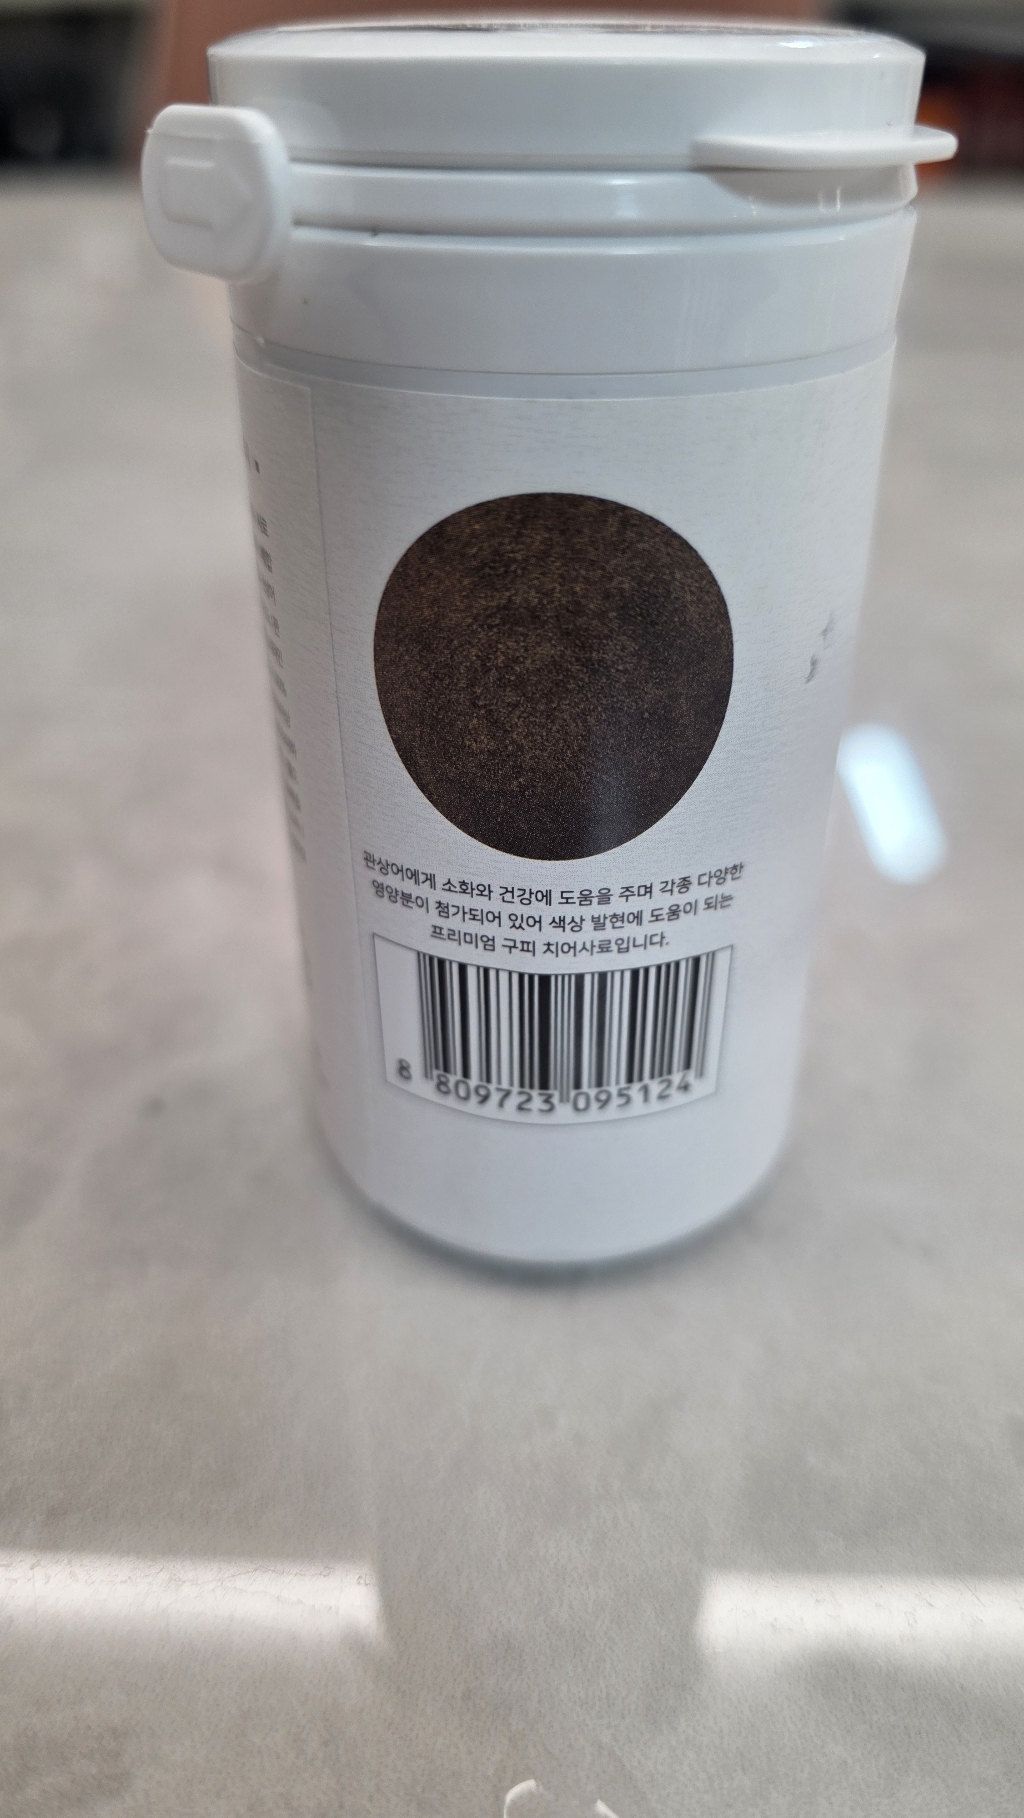 관상어에게 소화와 건강에 도움을 주며 각종 다양한
영양분이 첨가되어 있어 색상 발현에 도움이 되는
프리미엄 구피 치어사료입니다.
8 809723 095124